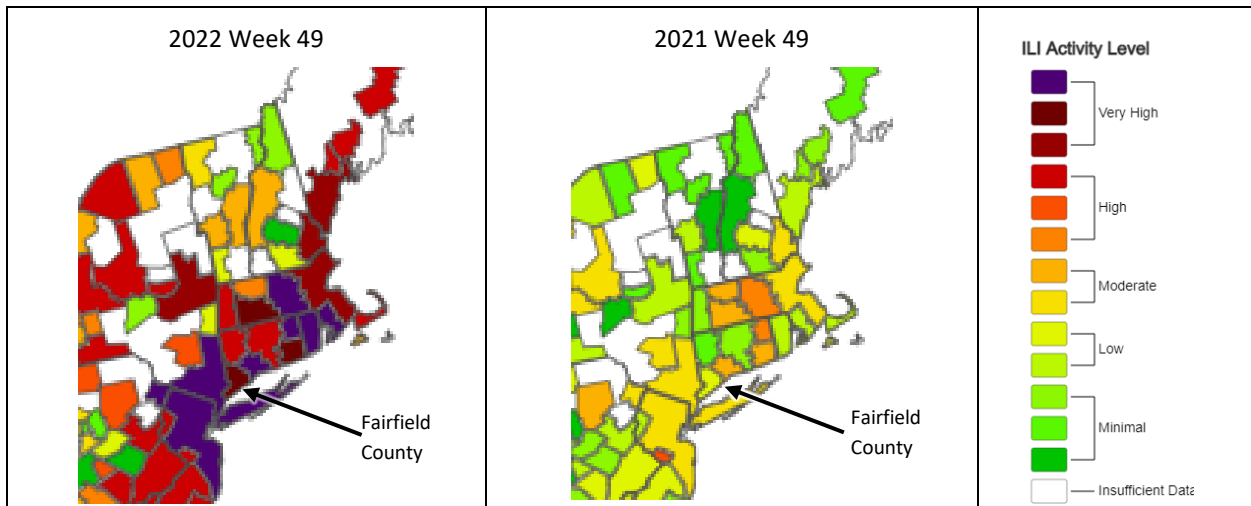 2022 Week 49
Fairfield
County
2021 Week 49
Fairfield
County
ILI Activity Level
Very High
High
Moderate
Low
Minimal
Insufficient Data